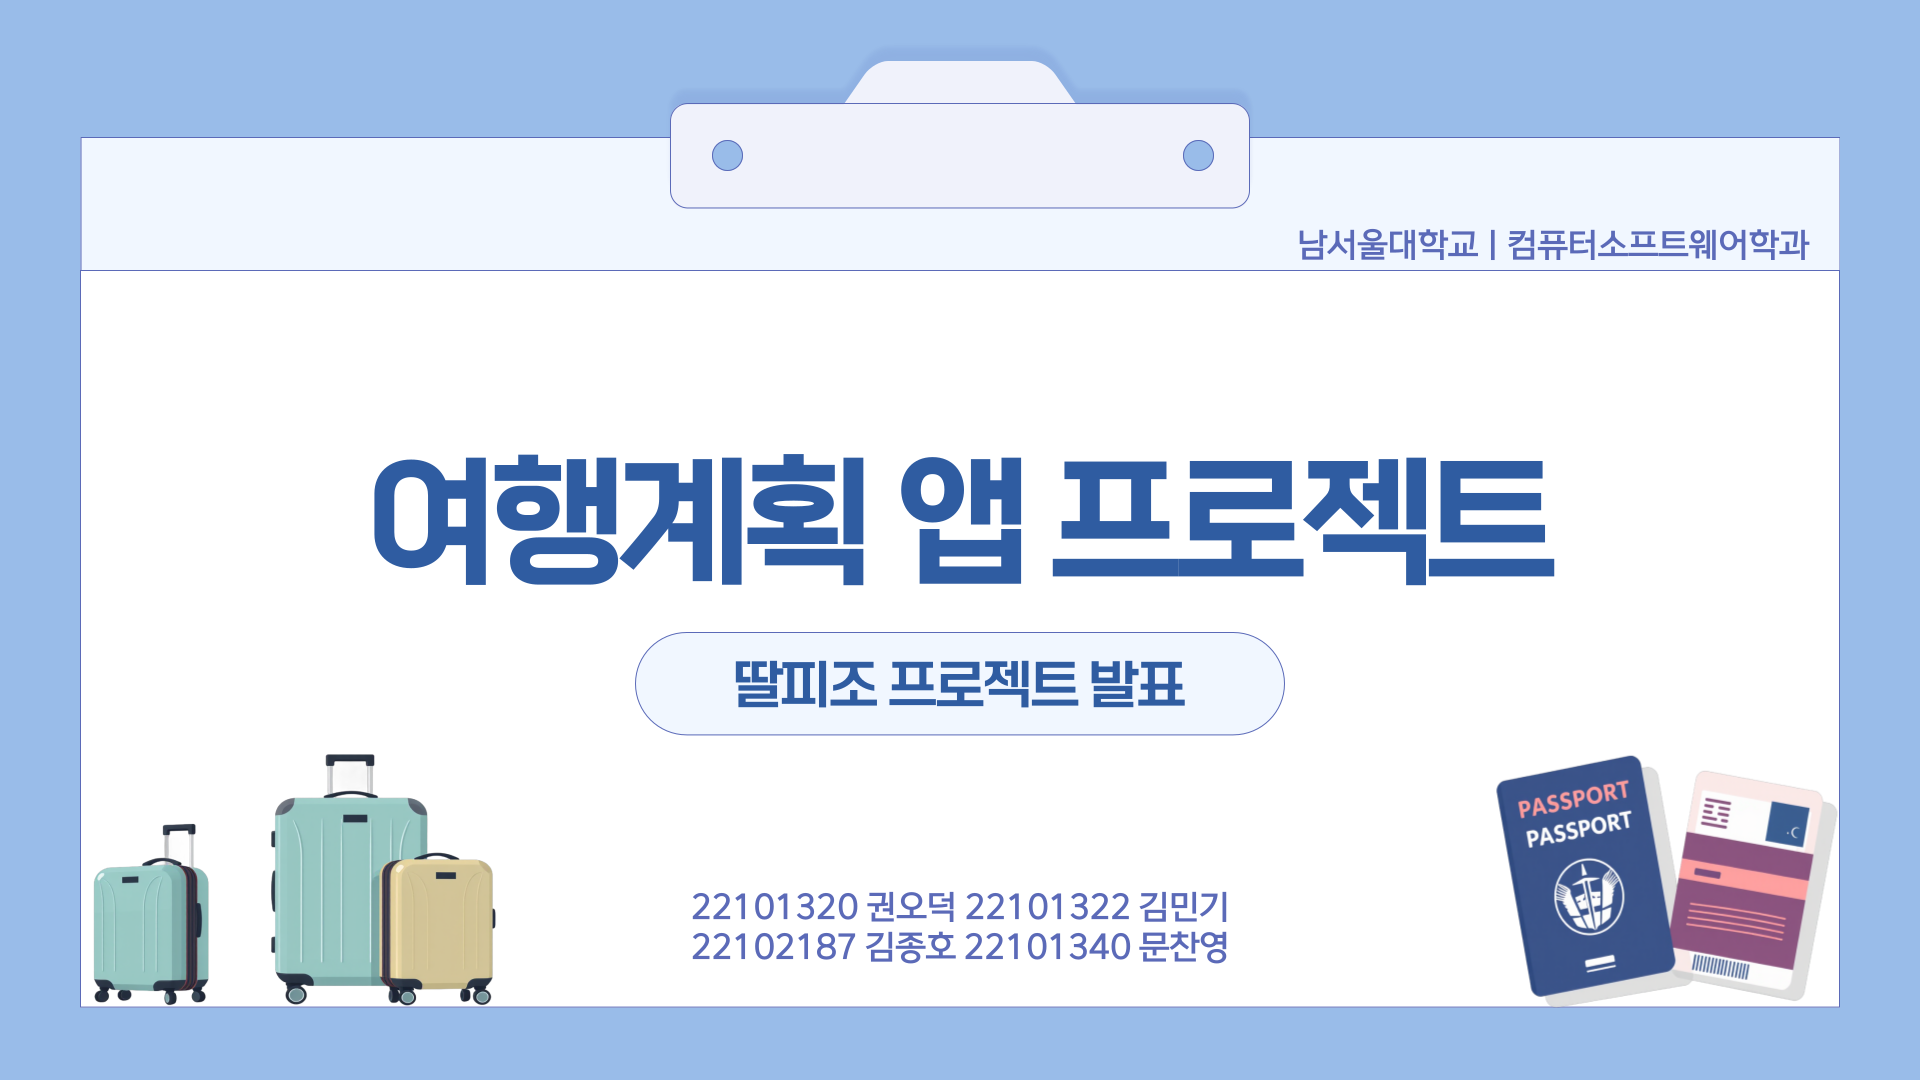 남서울대학교 | 컴퓨터소프트웨어학과
여행계획 앱 프로젝트
딸피조 프로젝트 발표
PASSPORT
PASSPORT
.C
22101320 권오덕 22101322 김민기
22102187 김종호 22101340 문찬영